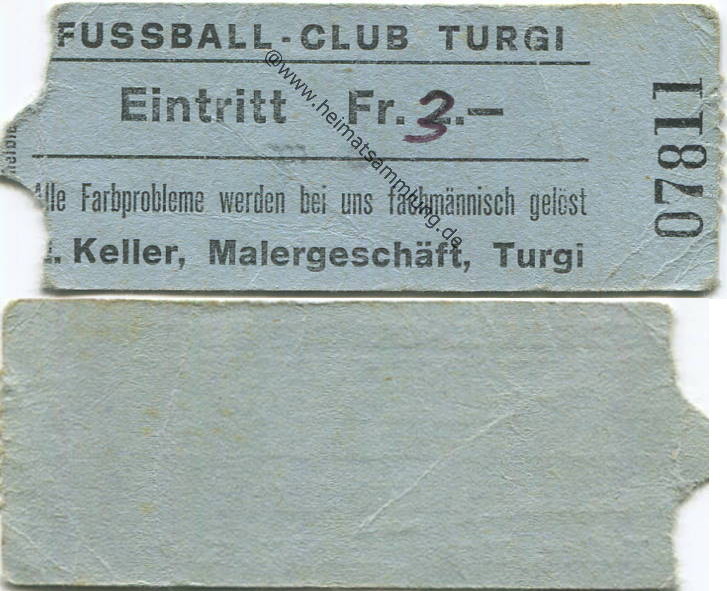 FUSSBALL-CLUB TURGI
Eintritt Fr. 3.—
Alle Farbprobleme werden bei uns fachmännisch gelöst
. Keller, Malergeschäft, Turgi
07811
@www.heimatsammlung.de